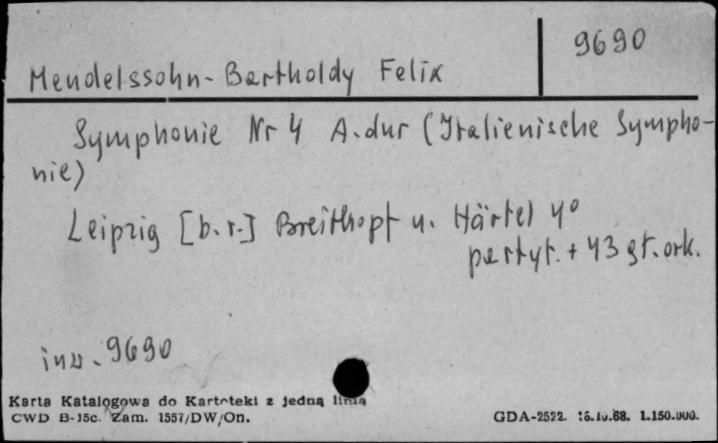 9690
Mendelssohn-Bartholdy Felix
Symphonie Nr 4 A-dur (Italienische Sympho-
nie)
Leipzig [b.r.] Breitkopf u. Härtel 4°
partyt. + 43 gł. ork.
inw. 9690
Karta Katalogowa do Kartoteki z jedną linią
CWD B-15c. Zam. 1557/DW/On.
GDA-2522. 16.10.68. 1.150.000.